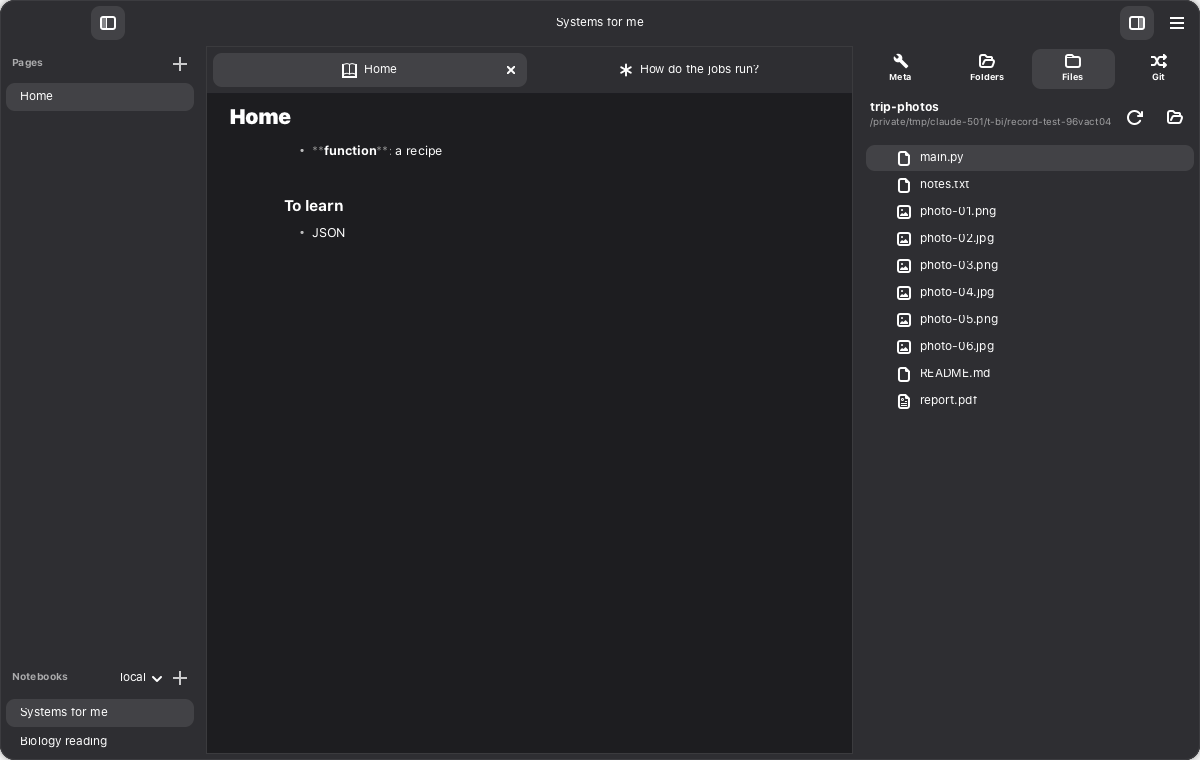 Systems for me
Pages
Home
Notebooks
local
Systems for me
Biology reading
Home
How do the jobs run?
Home
• **function**: a recipe
To learn
• JSON
Meta
Folders
Files
Git
trip-photos
/private/tmp/claude-501/t-bi/record-test-96vact04
main.py
notes.txt
photo-01.png
photo-02.jpg
photo-03.png
photo-04.jpg
photo-05.png
photo-06.jpg
README.md
report.pdf